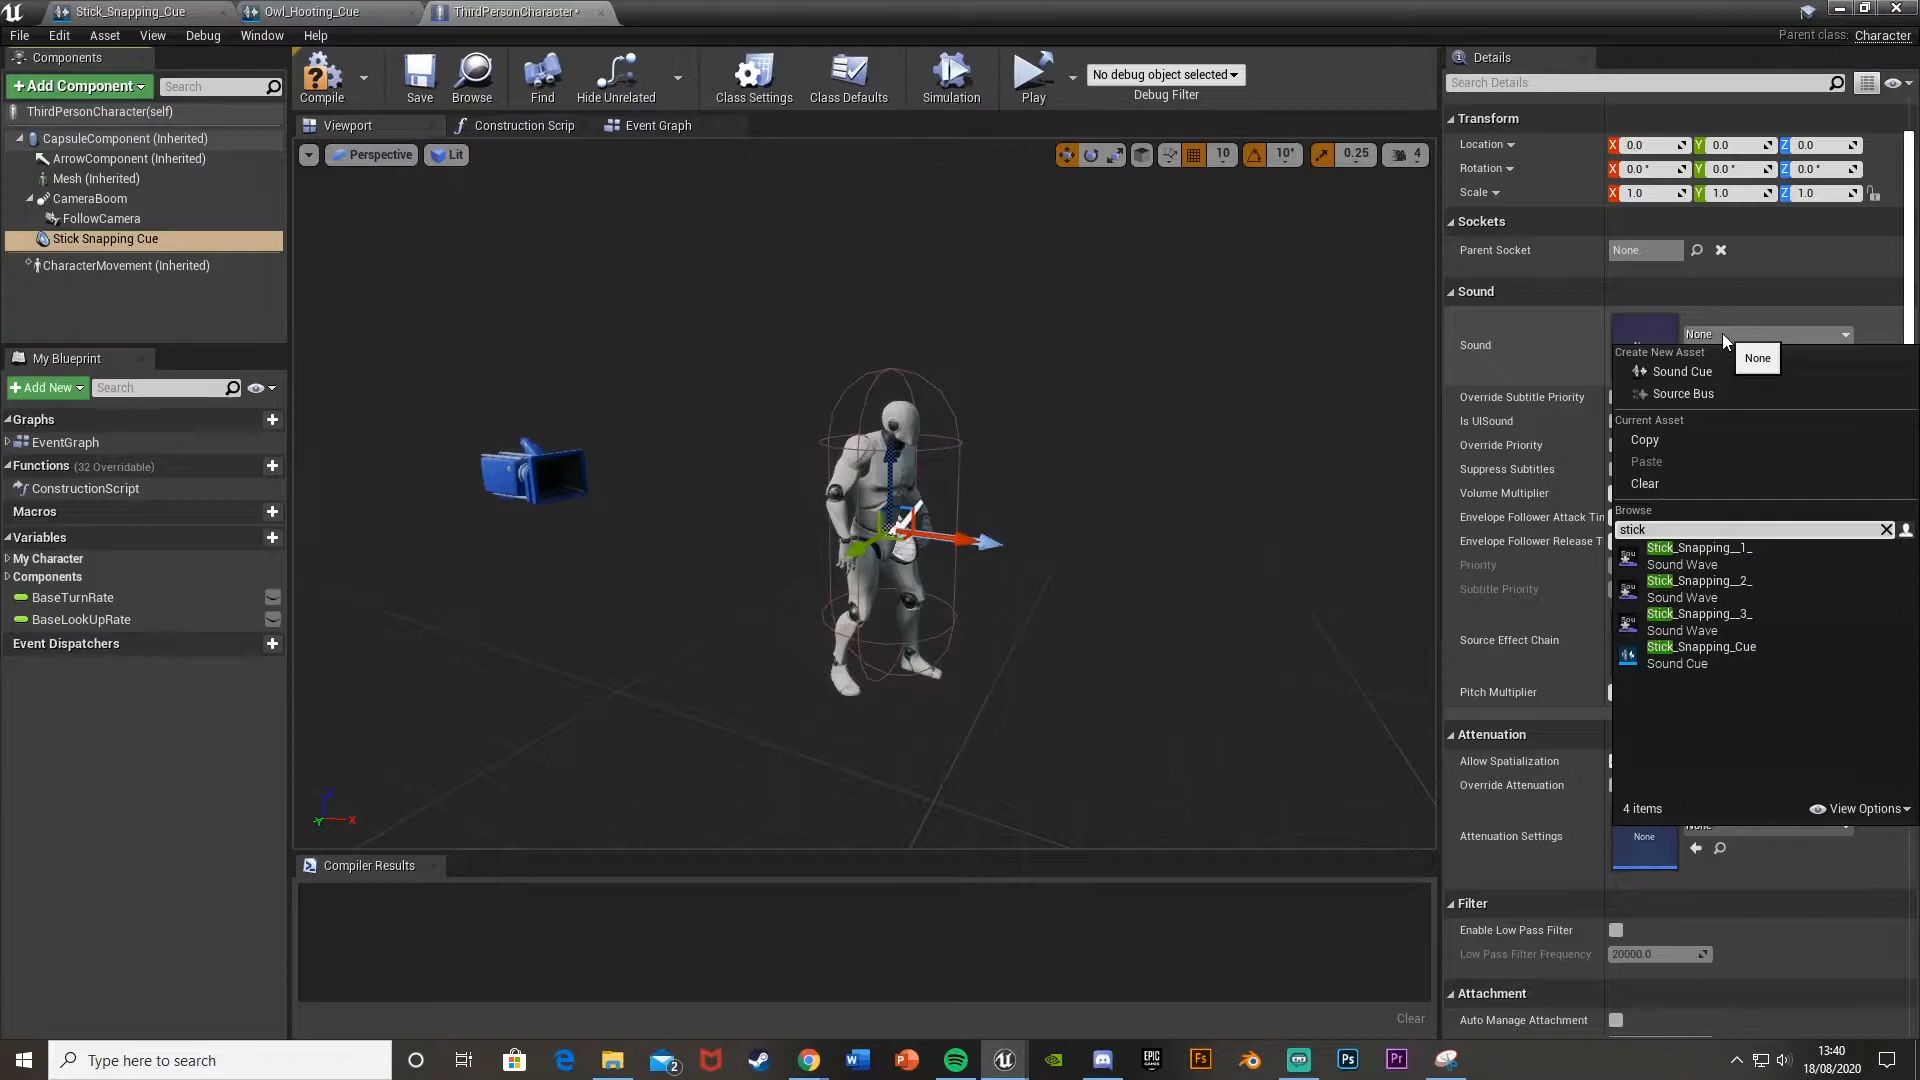 Stick_Snapping_Cue
Owl_Hooting_Cue
ThirdPersonCharacter*
File Edit Asset View Debug Window Help
Parent class: Character
Components
Add Component
Search
ThirdPersonCharacter(self)
CapsuleComponent (Inherited)
ArrowComponent (Inherited)
Mesh (Inherited)
CameraBoom
FollowCamera
Stick Snapping Cue
CharacterMovement (Inherited)
My Blueprint
Add New
Search
Graphs
EventGraph
Functions (32 Overridable)
ConstructionScript
Macros
Variables
My Character
Components
BaseTurnRate
BaseLookUpRate
Event Dispatchers
Compile
Save
Browse
Find
Hide Unrelated
Class Settings
Class Defaults
Simulation
Play
No debug object selected
Debug Filter
Viewport
Construction Scrip
Event Graph
Perspective
Lit
10
10°
0.25
4
X
Z
Compiler Results
Clear
Details
Search Details
Transform
Location X 0.0 Y 0.0 Z 0.0
Rotation X 0.0 ° Y 0.0 ° Z 0.0 °
Scale X 1.0 Y 1.0 Z 1.0
Sockets
Parent Socket None
Sound
Sound
None
None
Create New Asset
Sound Cue
Source Bus
Current Asset
Copy
Paste
Clear
Browse
stick
Stick_Snapping__1_
Sound Wave
Stick_Snapping__2_
Sound Wave
Stick_Snapping__3_
Sound Wave
Stick_Snapping_Cue
Sound Cue
4 items
View Options
Override Subtitle Priority
Is UISound
Override Priority
Suppress Subtitles
Volume Multiplier
Envelope Follower Attack Tin
Envelope Follower Release T
Priority
Subtitle Priority
Source Effect Chain
Pitch Multiplier
Attenuation
Allow Spatialization
Override Attenuation
Attenuation Settings
None
None
Filter
Enable Low Pass Filter
Low Pass Filter Frequency 20000.0
Attachment
Auto Manage Attachment
Type here to search
2
EPIC
GAMES
Fs
Ps
Pr
13:40
18/08/2020